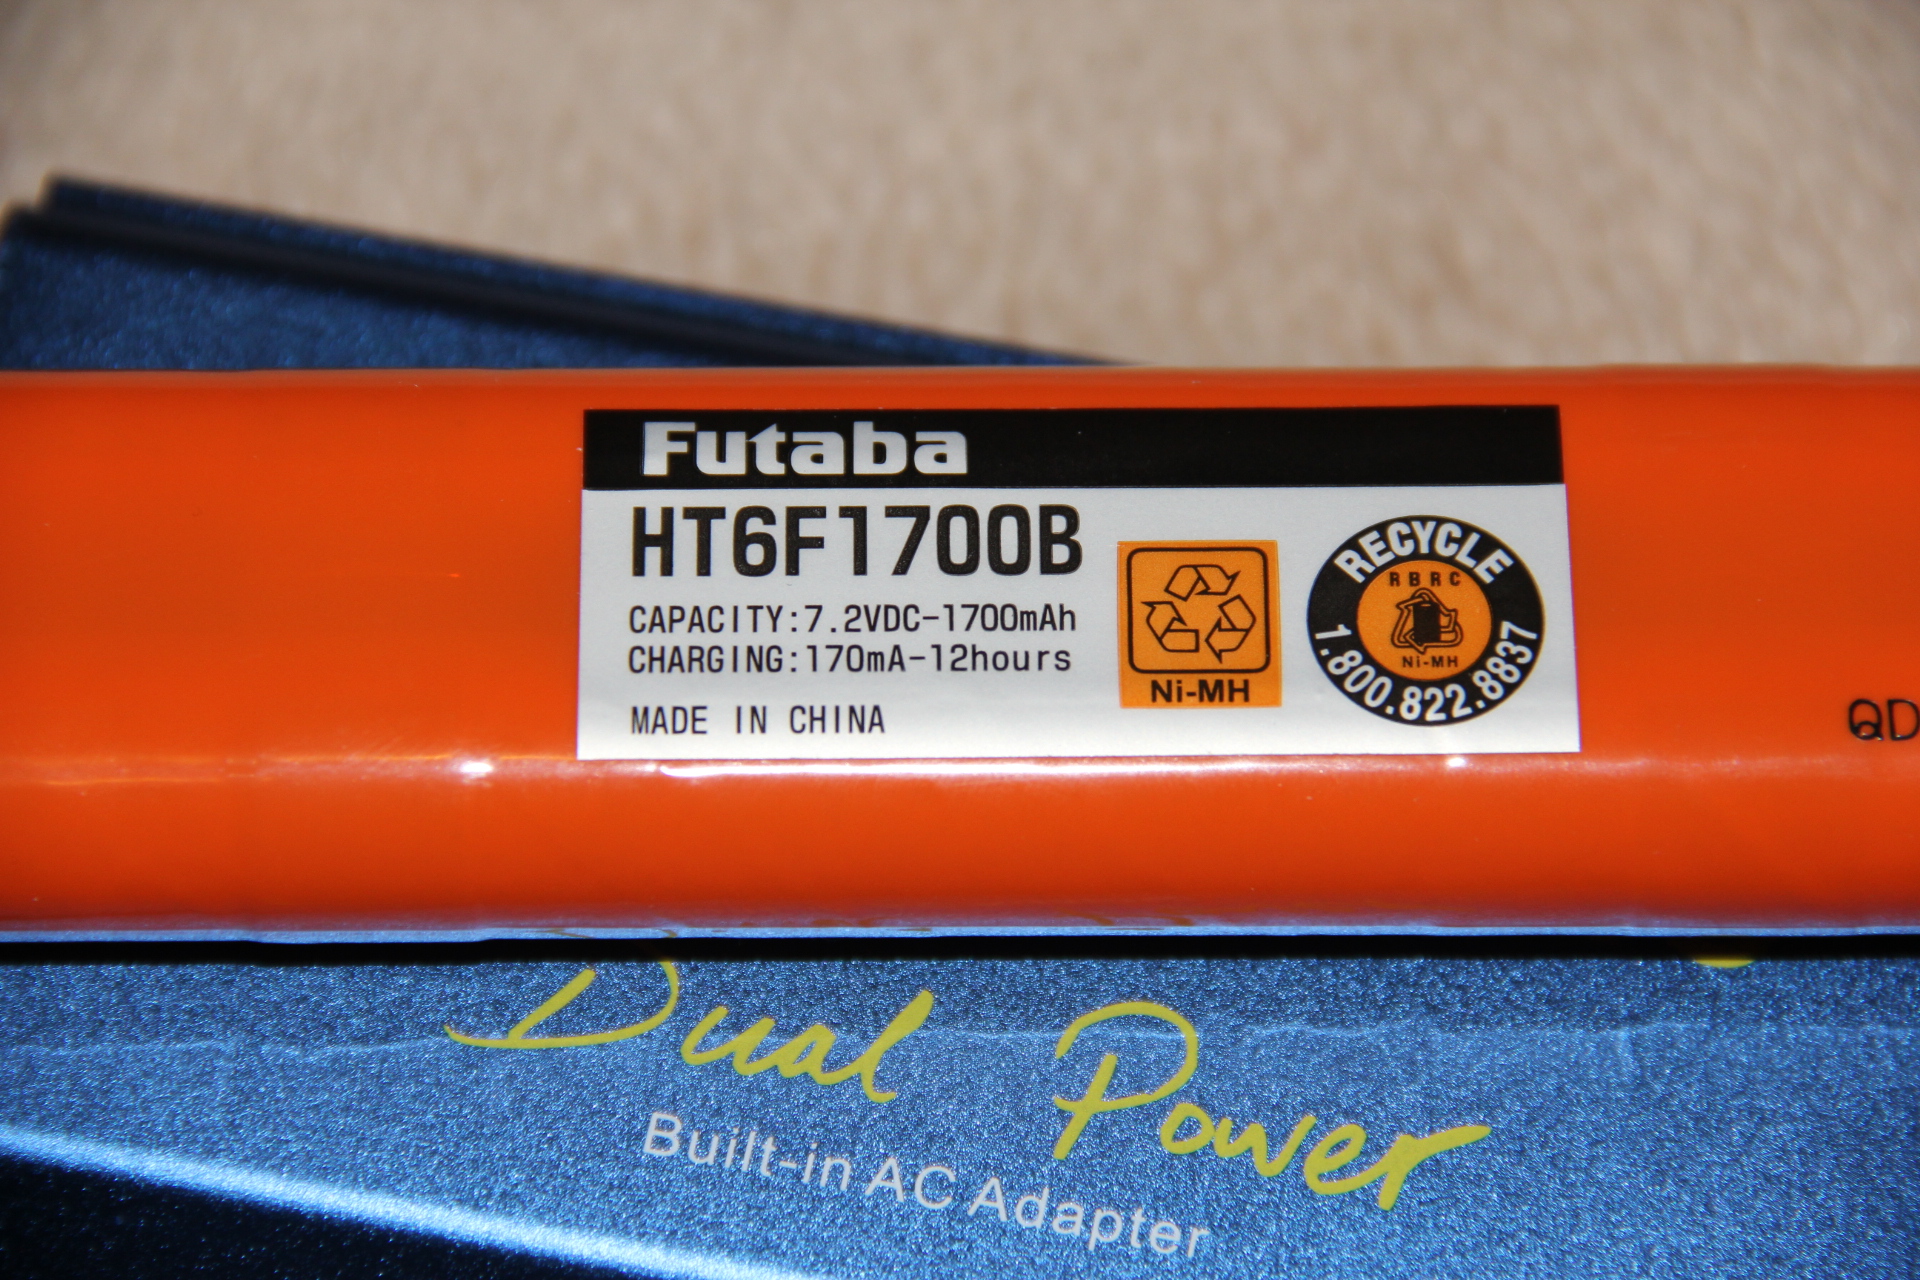 Futaba
HT6F1700B
CAPACITY:7.2VDC-1700mAh
CHARGING:170mA-12hours
MADE IN CHINA
Ni-MH
RECYCLE
RBRC
Ni-MH
1.800.822.8837
QD
Dual Power
Built-in AC Adapter